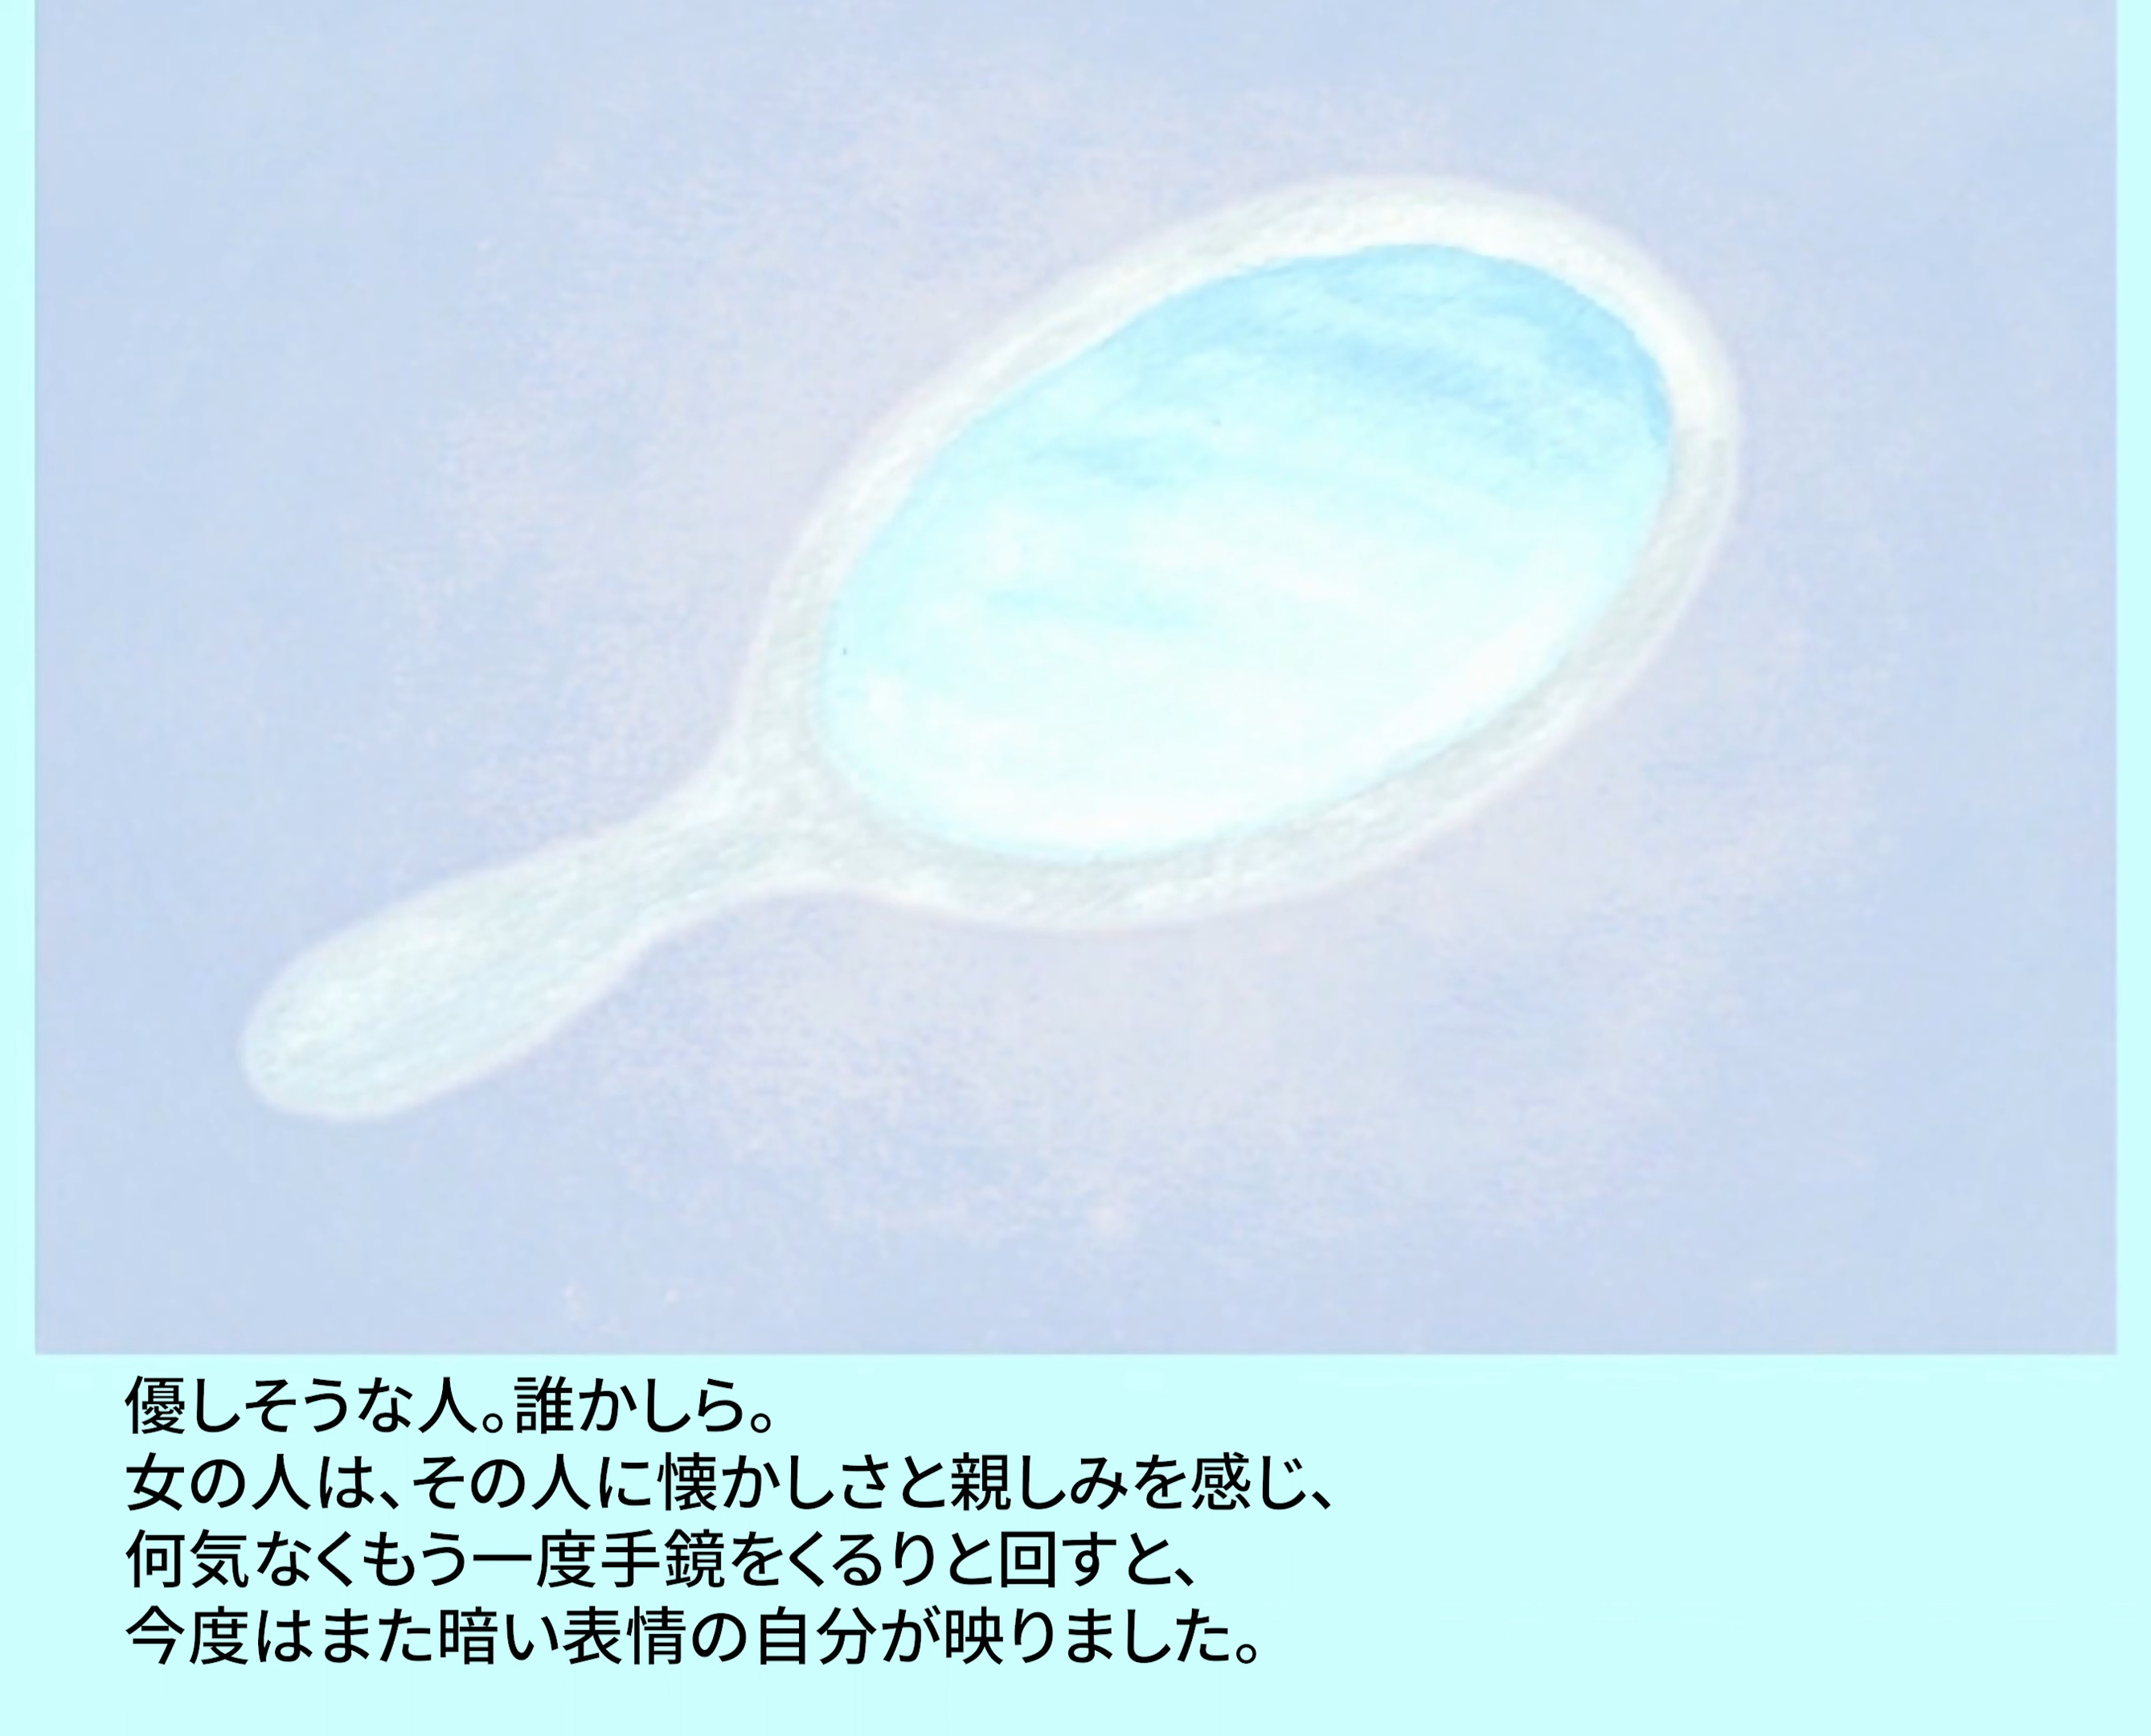 優しそうな人。誰かしら。
女の人は、その人に懐かしさと親しみを感じ、
何気なくもう一度手鏡をくるりと回すと、
今度はまた暗い表情の自分が映りました。